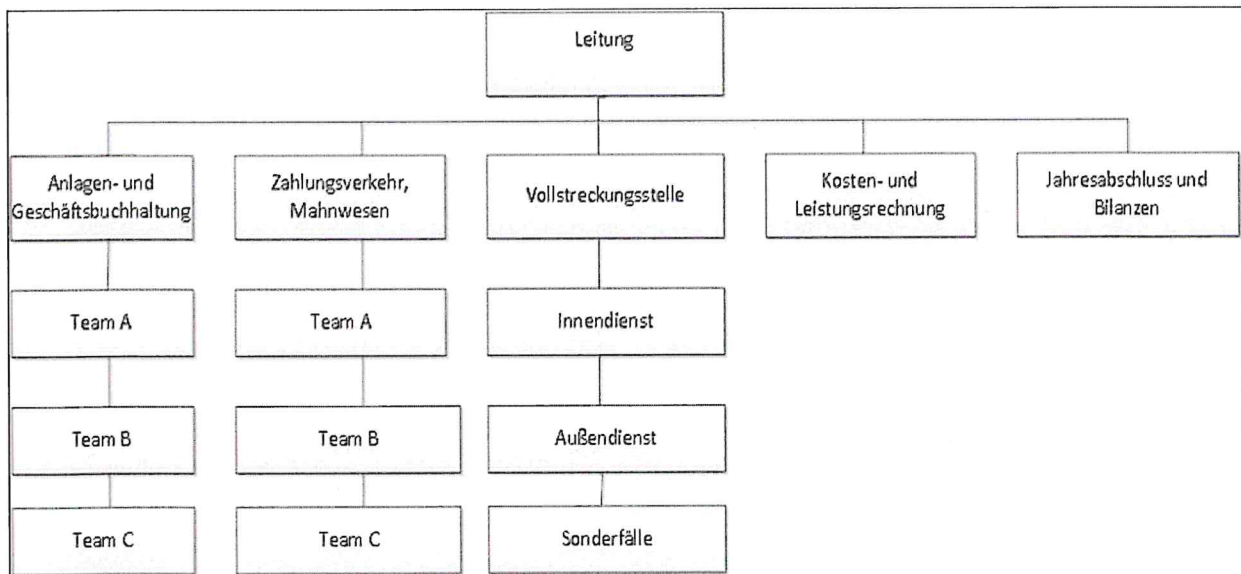 Leitung
Anlagen- und
Geschäftsbuchhaltung
Zahlungsverkehr,
Mahnwesen
Vollstreckungsstelle
Kosten- und
Leistungsrechnung
Jahresabschluss und
Bilanzen
Team A
Team A
Innendienst
Team B
Team B
Außendienst
Team C
Team C
Sonderfälle